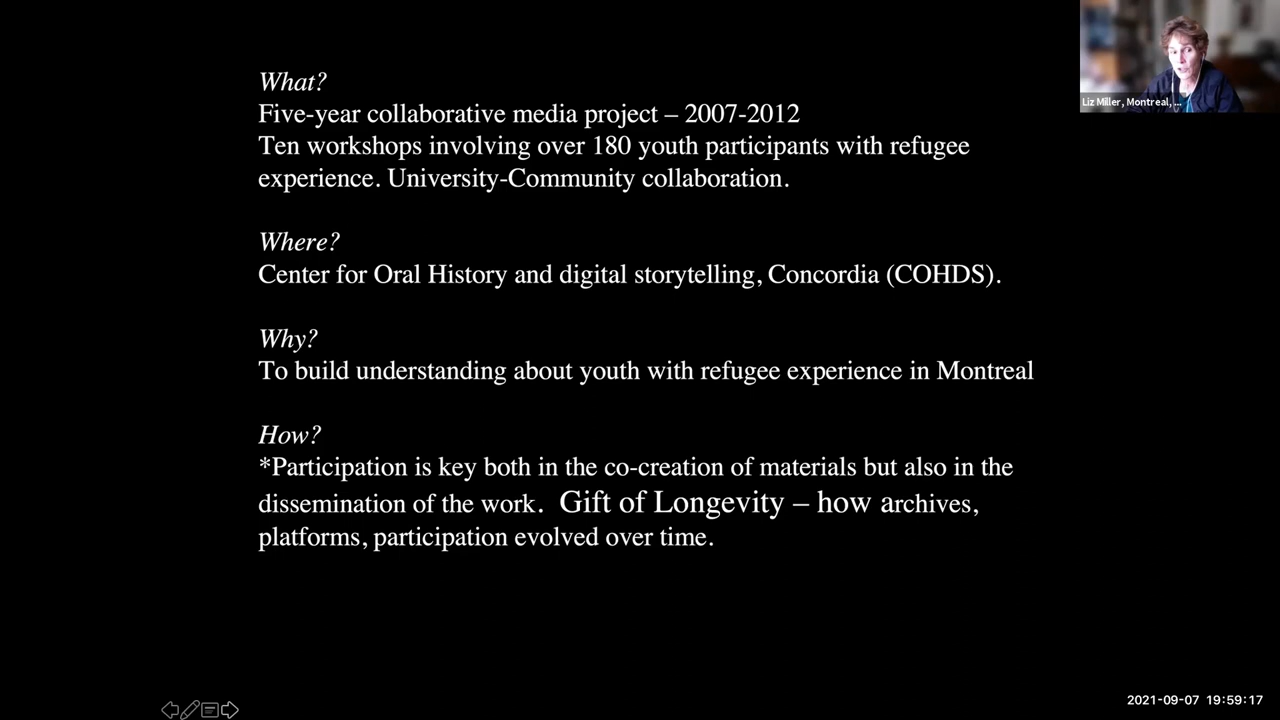 What?
Five-year collaborative media project – 2007-2012
Ten workshops involving over 180 youth participants with refugee
experience. University-Community collaboration.
Where?
Center for Oral History and digital storytelling, Concordia (COHDS).
Why?
To build understanding about youth with refugee experience in Montreal
How?
*Participation is key both in the co-creation of materials but also in the
dissemination of the work. Gift of Longevity – how archives,
platforms, participation evolved over time.
Liz Miller, Montreal, ...
2021-09-07 19:59:17